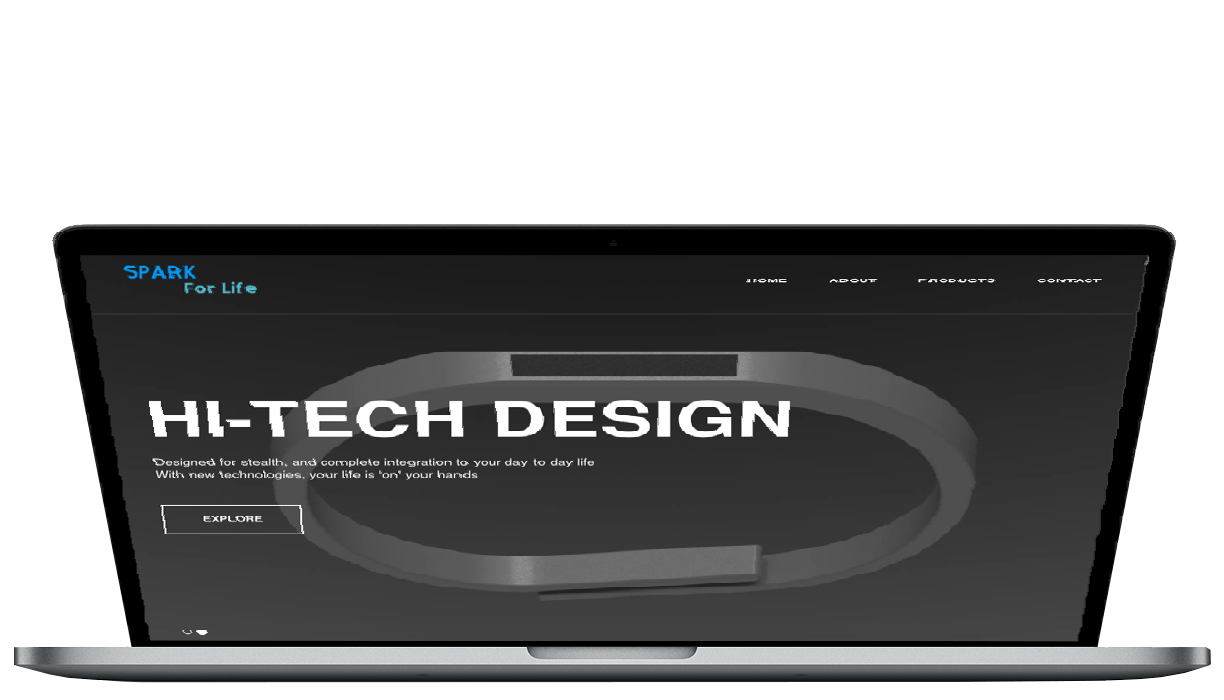 SPARK
For Life
HOME ABOUT PRODUCTS CONTACT
HI-TECH DESIGN
Designed for stealth, and complete integration to your day to day life
With new technologies, your life is 'on' your hands
EXPLORE